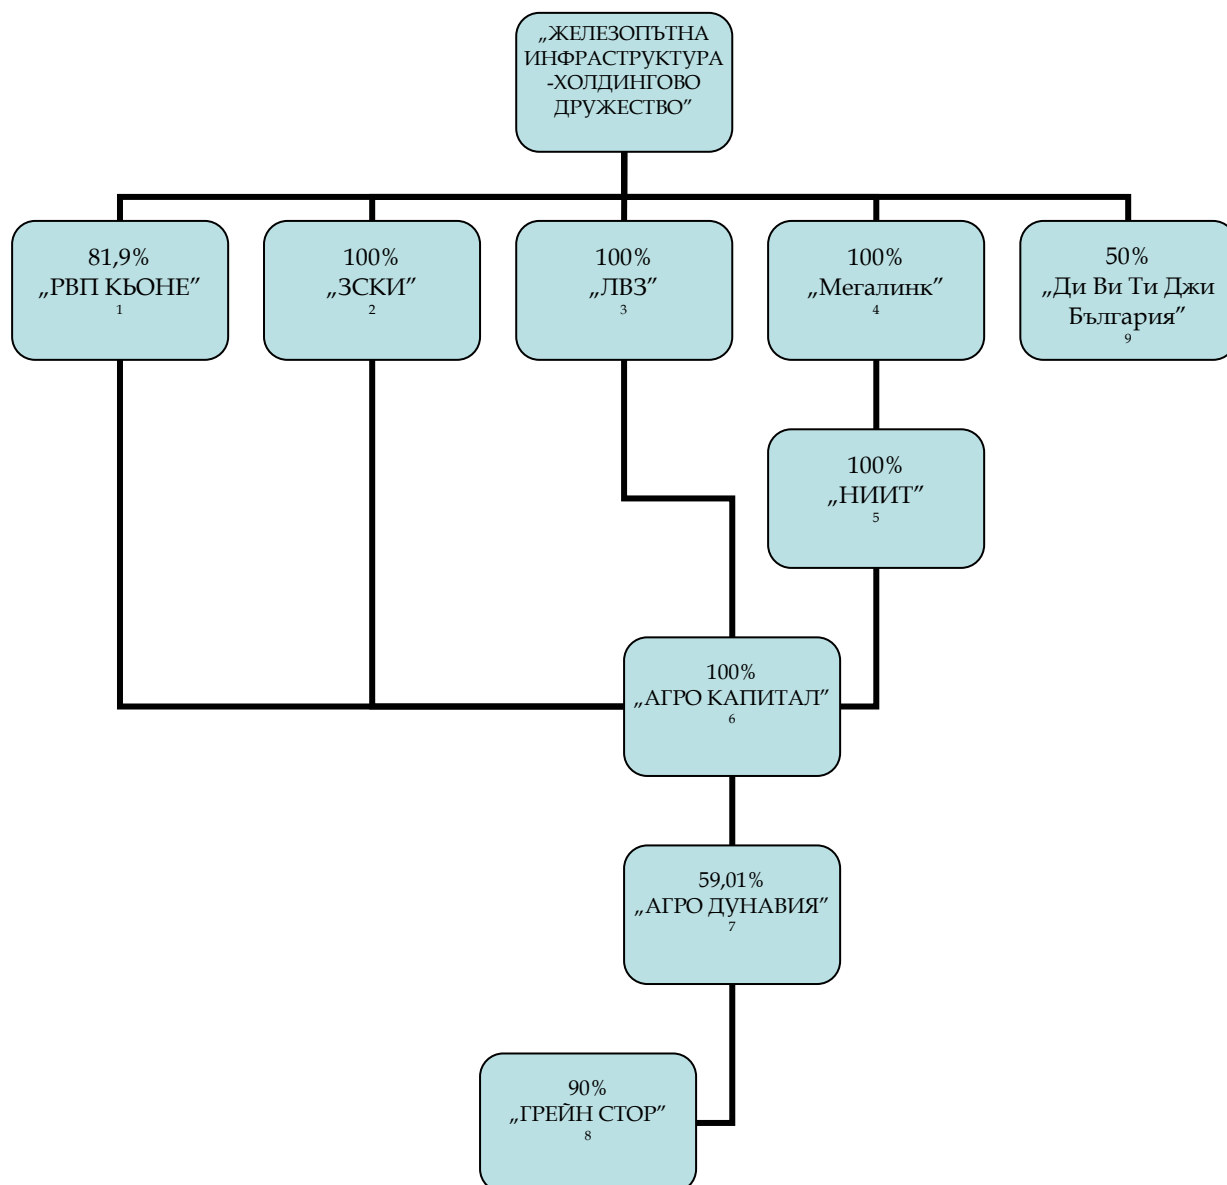 „ЖЕЛЕЗОПЪТНА
ИНФРАСТРУКТУРА
-ХОЛДИНГОВО
ДРУЖЕСТВО”
81,9%
„РВП КЬОНЕ”
1
100%
„ЗСКИ”
2
100%
„ЛВЗ”
3
100%
„Мегалинк”
4
50%
„Ди Ви Ти Джи
България”
9
100%
„НИИТ”
5
100%
„АГРО КАПИТАЛ”
6
59,01%
„АГРО ДУНАВИЯ”
7
90%
„ГРЕЙН СТОР”
8